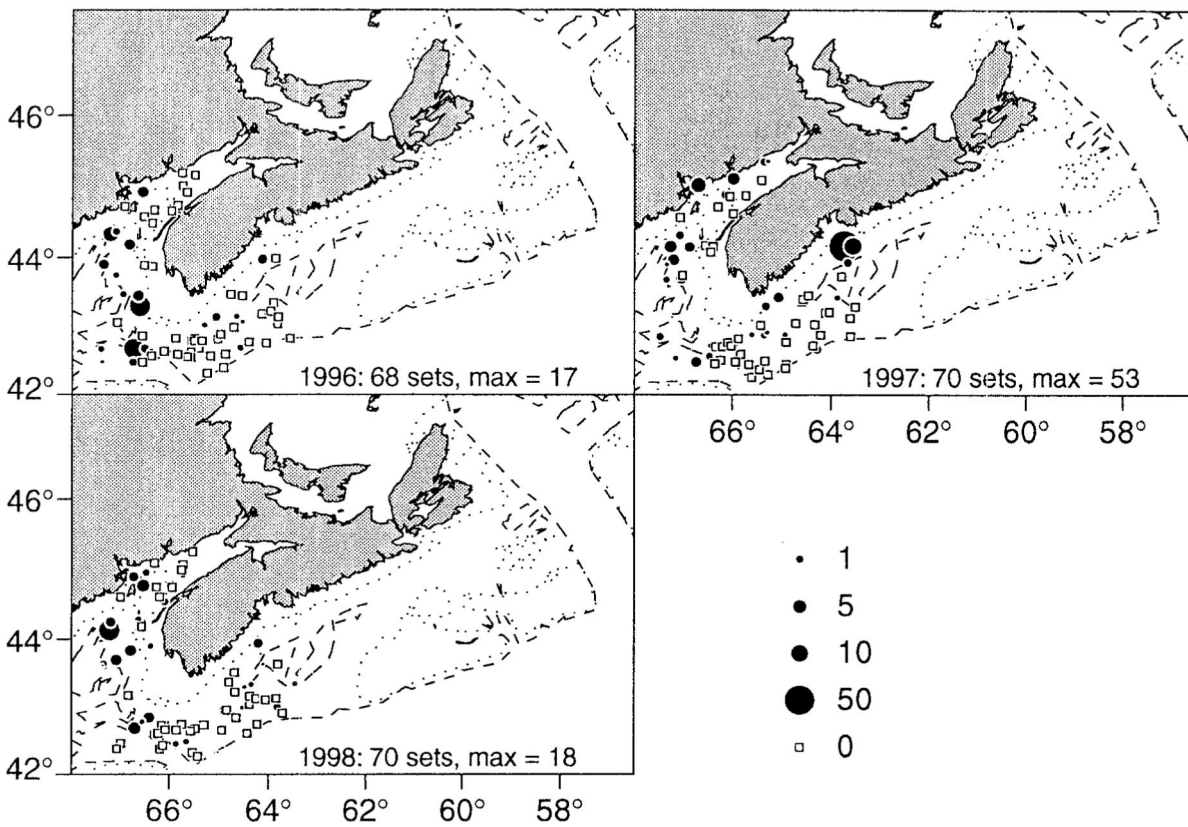 46°
44°
42°
1996: 68 sets, max = 17
1997: 70 sets, max = 53
66° 64° 62° 60° 58°
46°
44°
42°
1998: 70 sets, max = 18
66° 64° 62° 60° 58°
1
5
10
50
0